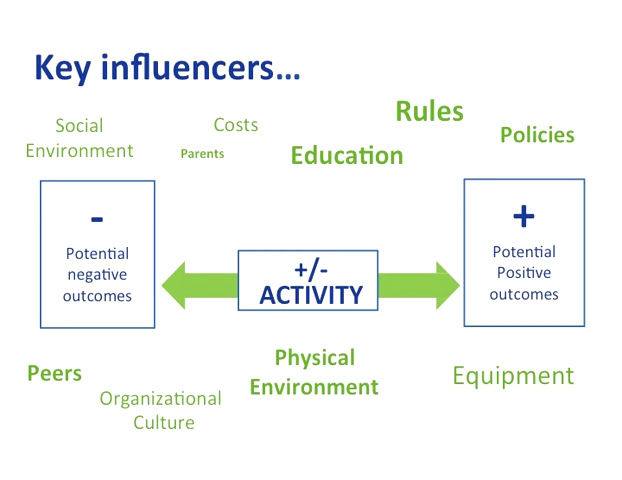 Key influencers...
Rules
Social
Environment
Costs
Parents
Education
Policies
-
Potential
negative
outcomes
+/-
ACTIVITY
+
Potential
Positive
outcomes
Peers
Organizational
Culture
Physical
Environment
Equipment